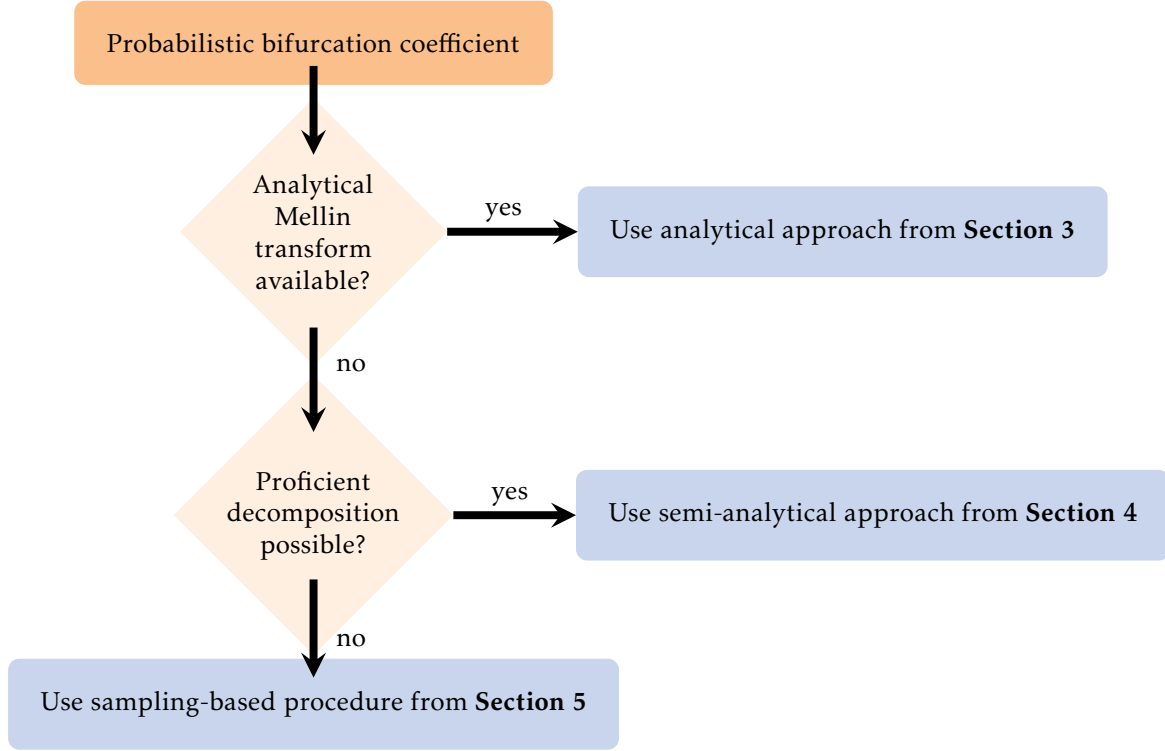 Probabilistic bifurcation coefficient
Analytical
Mellin
transform
available?
yes
Use analytical approach from Section 3
no
Proficient
decomposition
possible?
yes
Use semi-analytical approach from Section 4
no
Use sampling-based procedure from Section 5